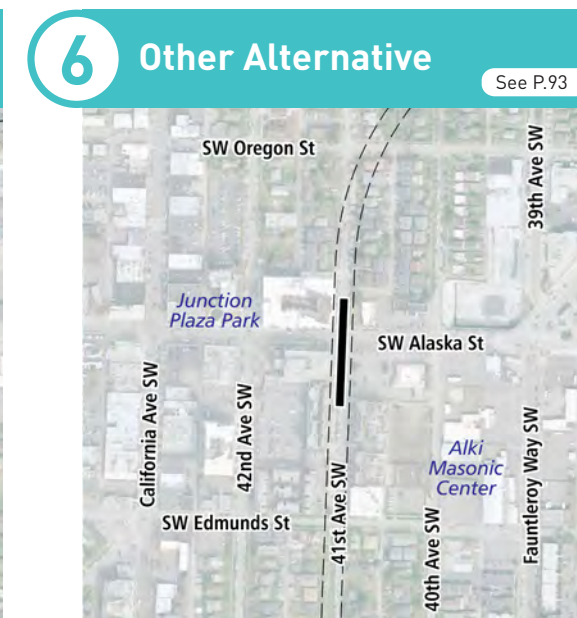 6
Other Alternative
See P.93
SW Oregon St
39th Ave SW
Junction
Plaza Park
SW Alaska St
California Ave SW
42nd Ave SW
41st Ave SW
Alki
Masonic
Center
Fauntleroy Way SW
SW Edmunds St
40th Ave SW